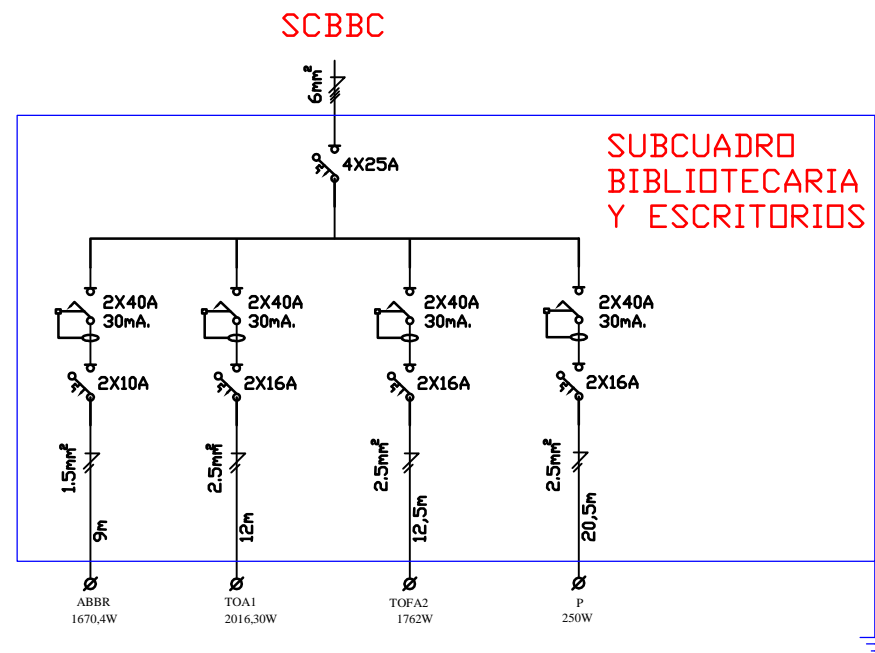 SCBBC
6mm²
SUBCUADRO
BIBLIOTECARIA
Y ESCRITORIOS
4X25A
2X40A
30mA.
2X40A
30mA.
2X40A
30mA.
2X40A
30mA.
2X10A
2X16A
2X16A
2X16A
1.5mm²
2.5mm²
2.5mm²
2.5mm²
9m
12m
12,5m
20,5m
ABBR
1670,4W
TOA1
2016,30W
TOFA2
1762W
P
250W